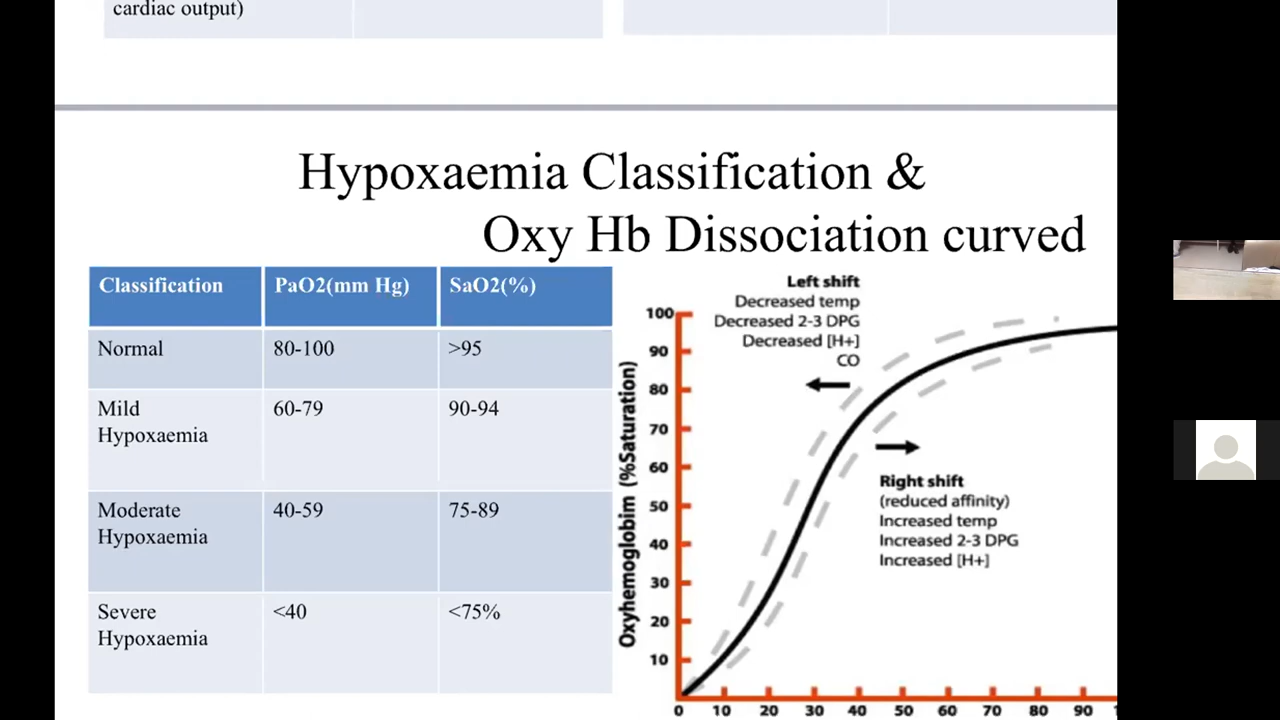 cardiac output)
Hypoxaemia Classification &
Oxy Hb Dissociation curved
Classification PaO2(mm Hg) SaO2(%)
Normal 80-100 >95
Mild 60-79 90-94
Hypoxaemia
Moderate 40-59 75-89
Hypoxaemia
Severe <40 <75%
Hypoxaemia
Left shift
Decreased temp
Decreased 2-3 DPG
Decreased [H+]
CO
Right shift
(reduced affinity)
Increased temp
Increased 2-3 DPG
Increased [H+]
Oxyhemoglobim (%Saturation)
100
90
80
70
60
50
40
30
20
10
0 10 20 30 40 50 60 70 80 90